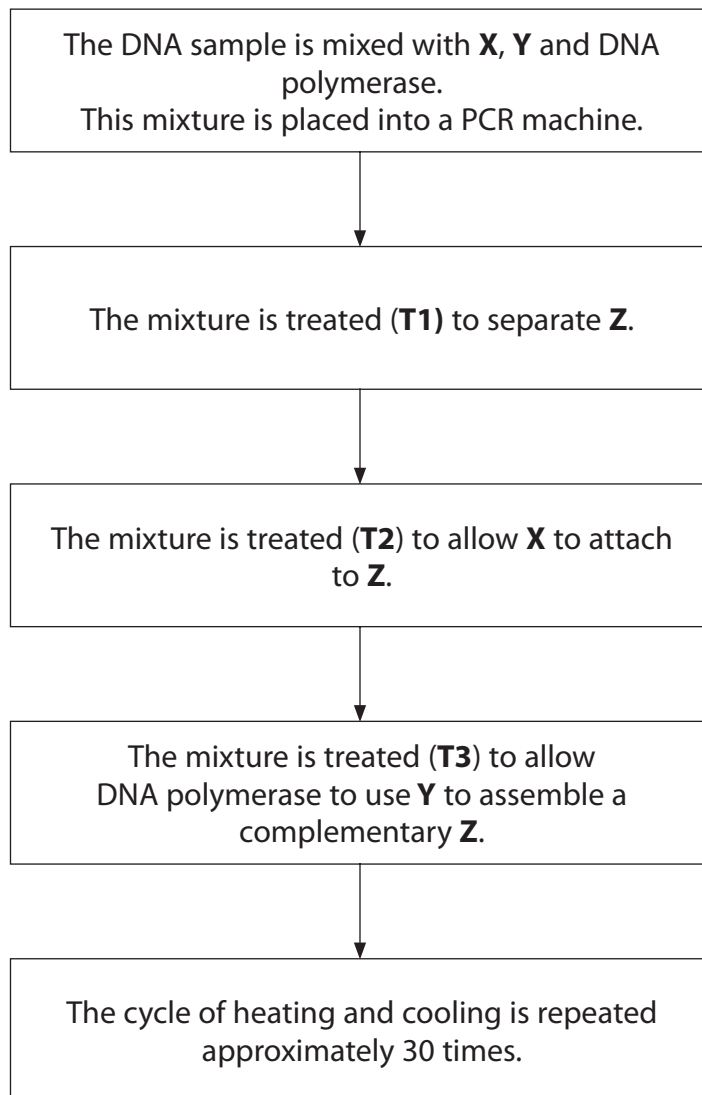 The DNA sample is mixed with X, Y and DNA
polymerase.
This mixture is placed into a PCR machine.
The mixture is treated (T1) to separate Z.
The mixture is treated (T2) to allow X to attach
to Z.
The mixture is treated (T3) to allow
DNA polymerase to use Y to assemble a
complementary Z.
The cycle of heating and cooling is repeated
approximately 30 times.